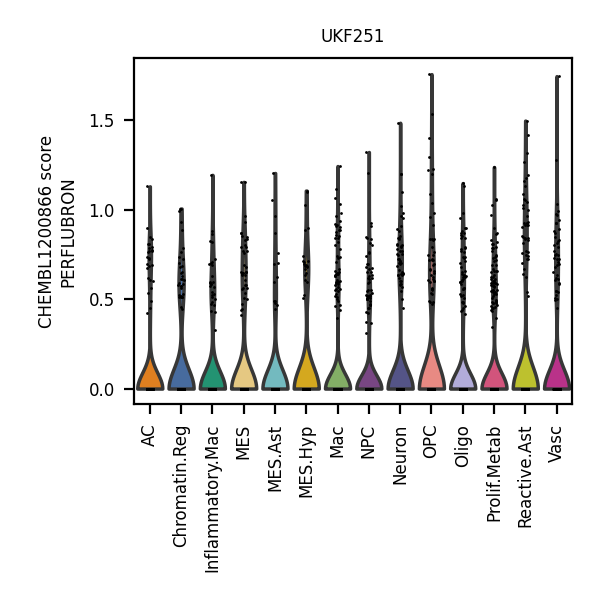 UKF251
CHEMBL1200866 score
PERFLUBRON
1.5
1.0
0.5
0.0
AC
Chromatin.Reg
Inflammatory.Mac
MES
MES.Ast
MES.Hyp
Mac
NPC
Neuron
OPC
Oligo
Prolif.Metab
Reactive.Ast
Vasc